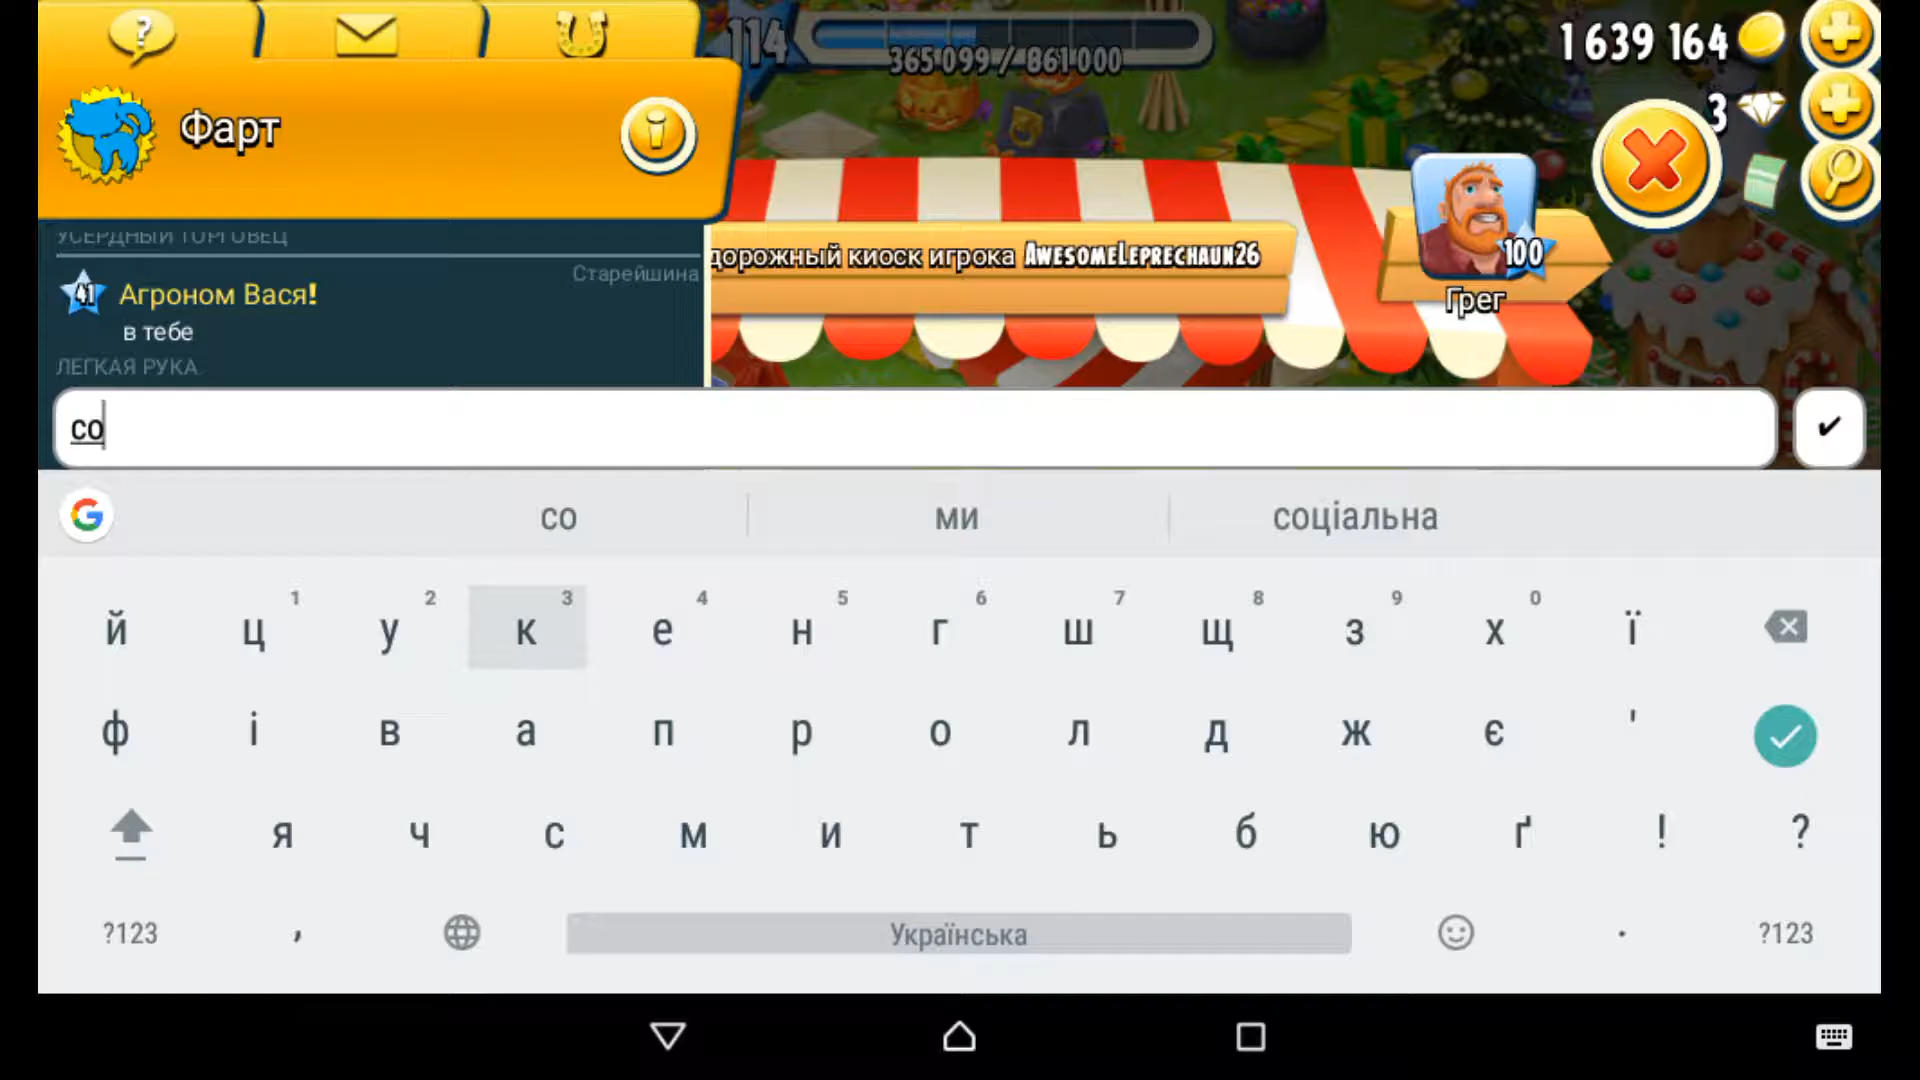 114
365 099 / 861 000
1 639 164
3
Фарт
УСЕРДНЫЙ ТОРГОВЕЦ
Старейшина
41
Агроном Вася!
в тебе
ЛЕГКАЯ РУКА
дорожный киоск игрока AwesomeLeprechaun26
100
Грег
со
✔
G
со
ми
соціальна
1 2 3 4 5 6 7 8 9 0
й ц у к е н г ш щ з х ї
ф і в а п р о л д ж є '
я ч с м и т ь б ю ґ ! ?
?123 , Українська . ?123